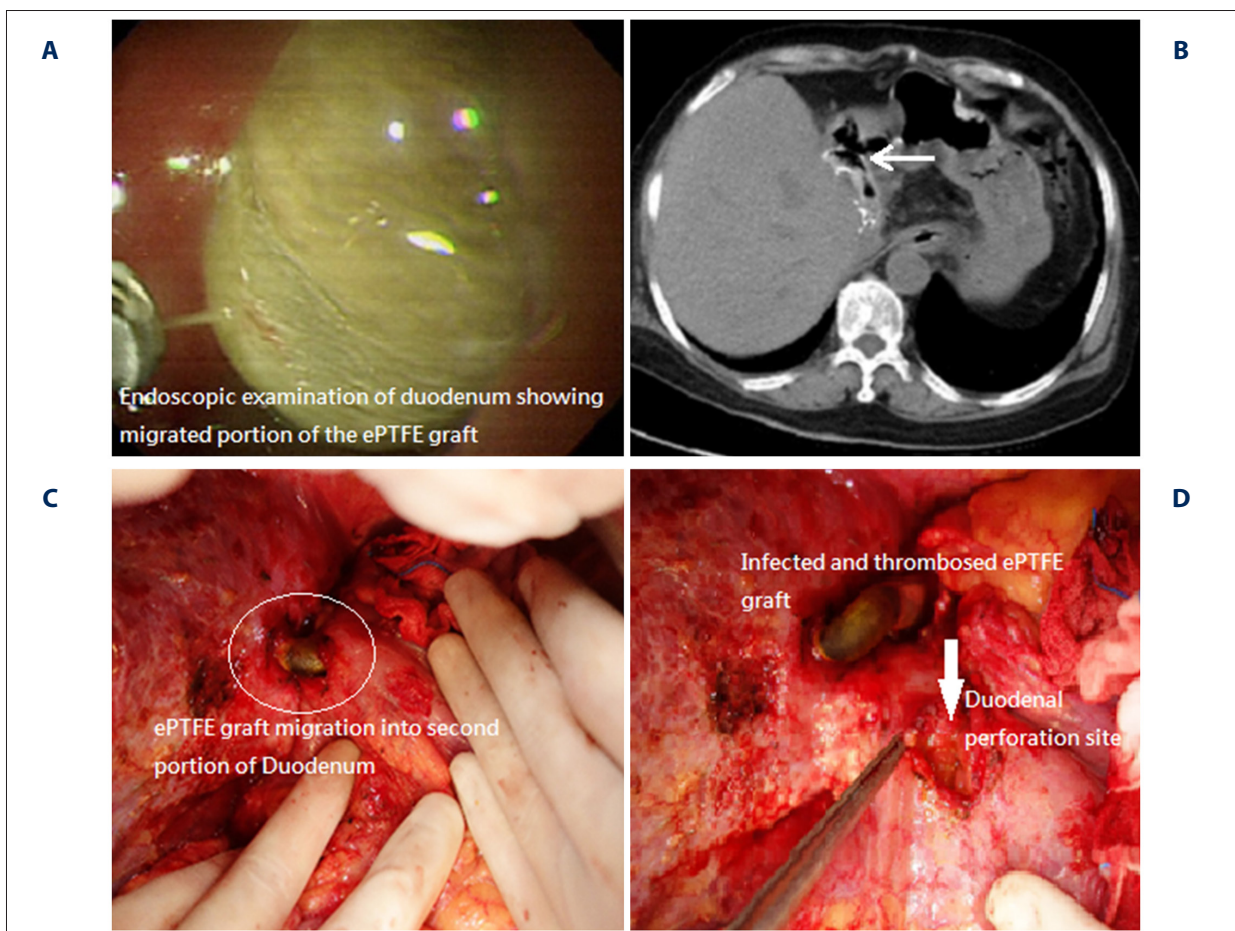 A
B
Endoscopic examination of duodenum showing
migrated portion of the ePTFE graft
C
D
ePTFE graft migration into second
portion of Duodenum
Infected and thrombosed ePTFE
graft
Duodenal
perforation site